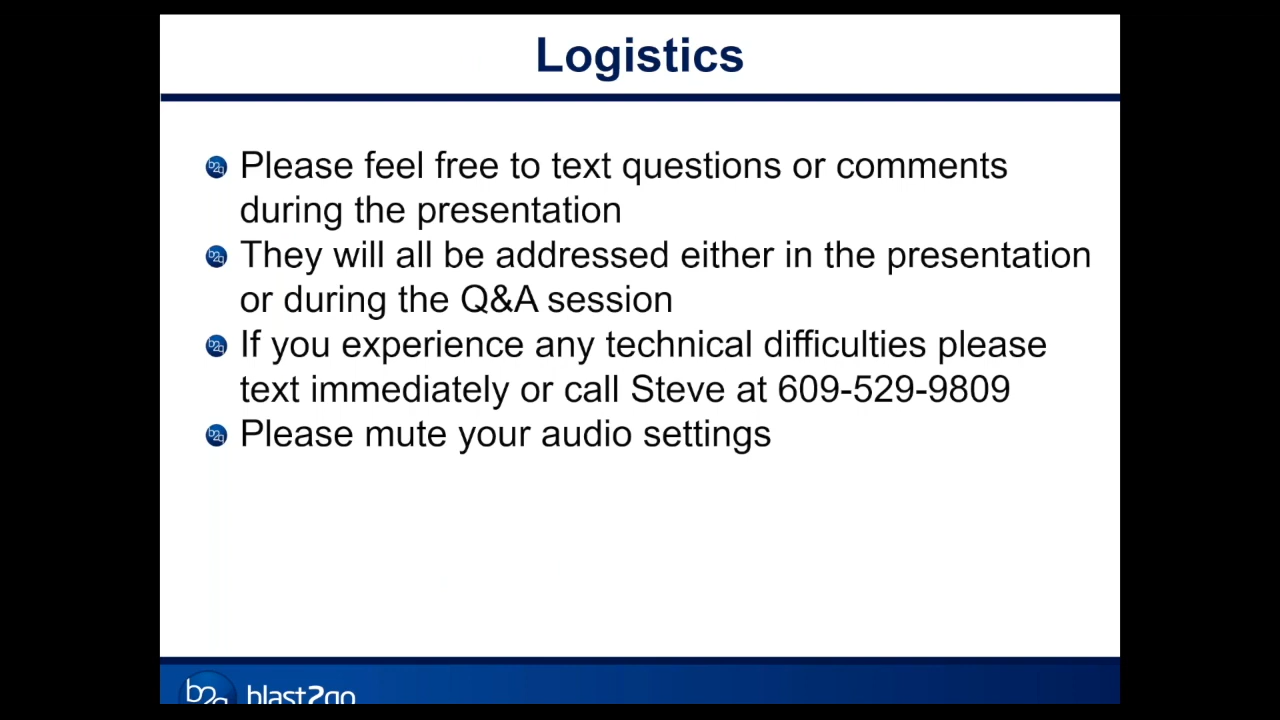 Logistics
Please feel free to text questions or comments
during the presentation
They will all be addressed either in the presentation
or during the Q&A session
If you experience any technical difficulties please
text immediately or call Steve at 609-529-9809
Please mute your audio settings
b2g blast2go